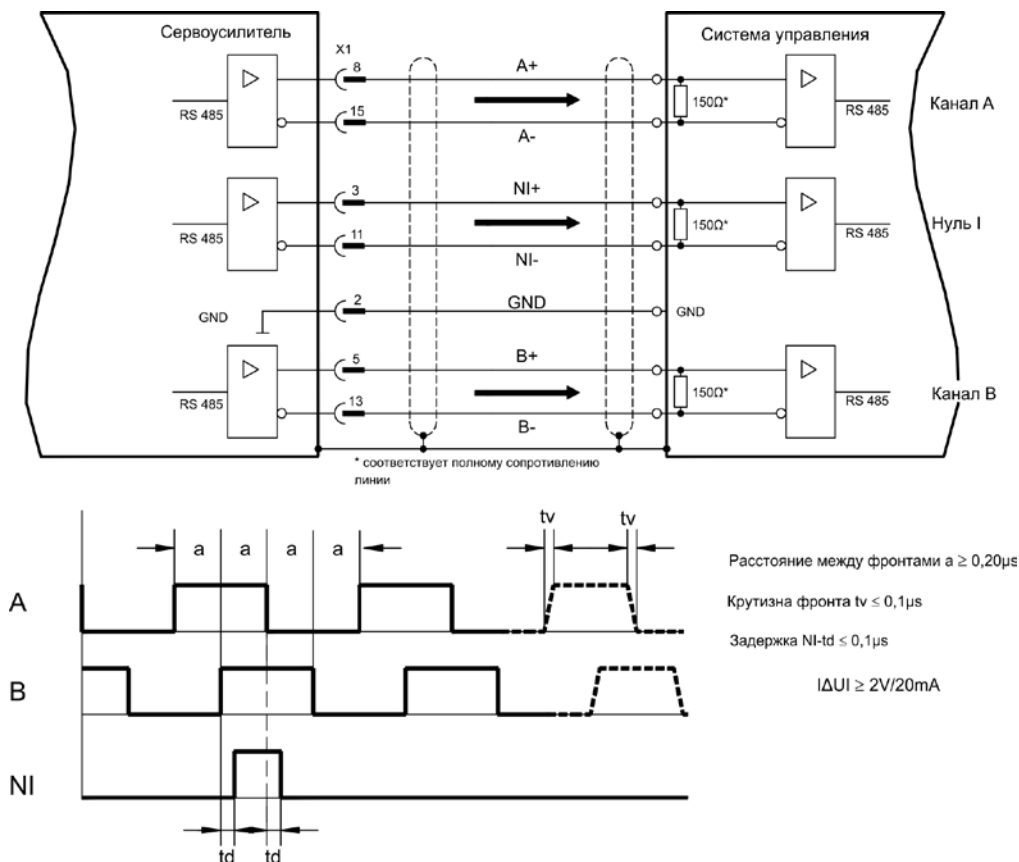 Сервоусилитель
X1
Система управления
8
A+
RS 485
150Ω*
RS 485
Канал A
15
A-
3
NI+
RS 485
150Ω*
RS 485
Нуль I
11
NI-
GND
2
GND
GND
5
B+
RS 485
150Ω*
RS 485
Канал B
13
B-
* соответствует полному сопротивлению
линии
tv
tv
a
a
a
a
A
B
NI
td
td
Расстояние между фронтами a ≥ 0,20µs
Крутизна фронта tv ≤ 0,1µs
Задержка NI-td ≤ 0,1µs
IΔUI ≥ 2V/20mA